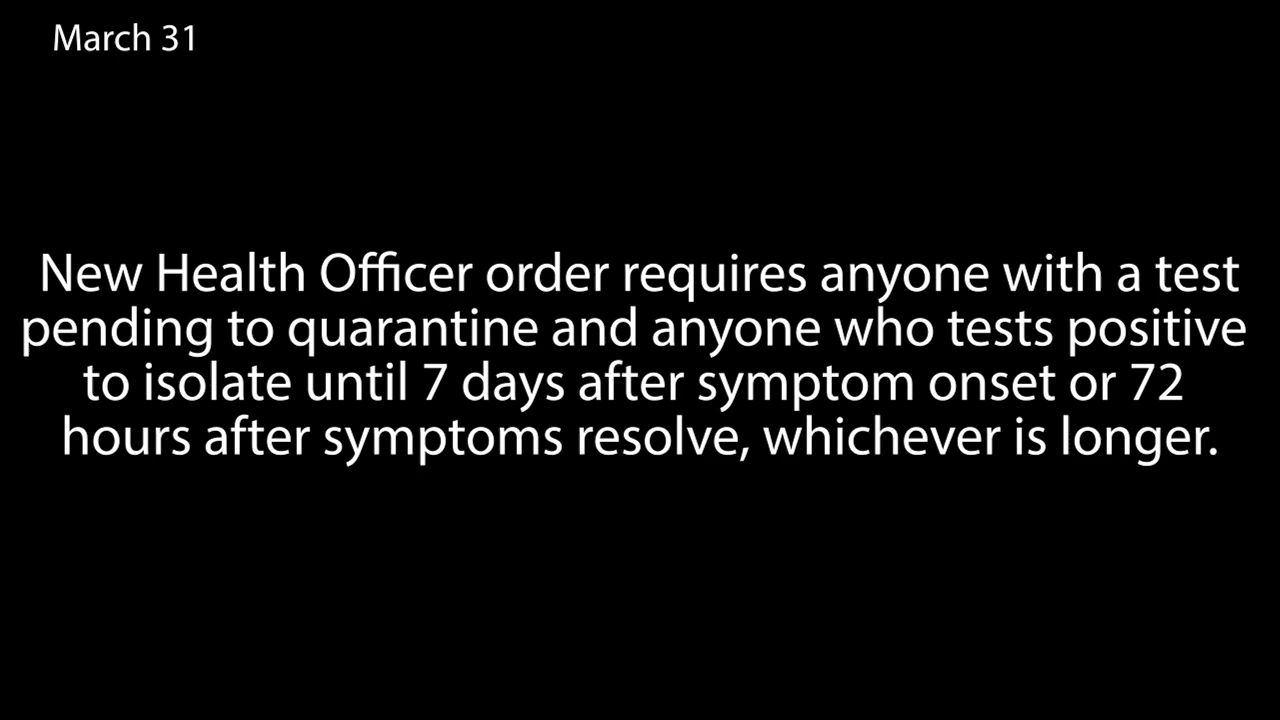 March 31
New Health Officer order requires anyone with a test
pending to quarantine and anyone who tests positive
to isolate until 7 days after symptom onset or 72
hours after symptoms resolve, whichever is longer.